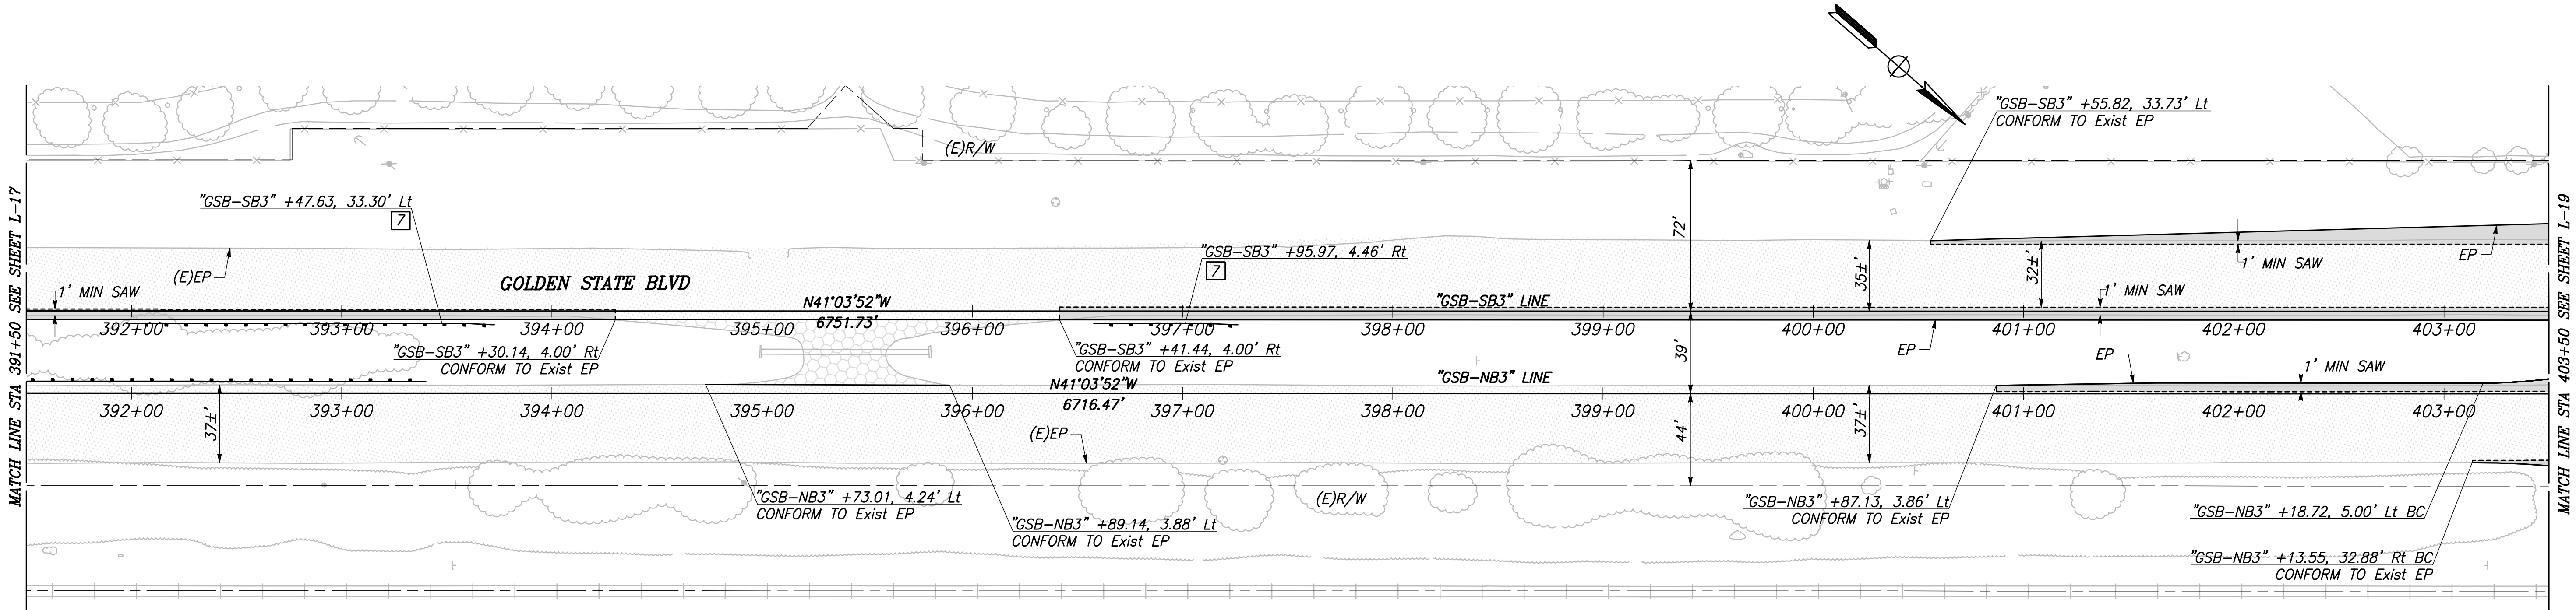 "GSB-SB3" +55.82, 33.73' Lt
CONFORM TO Exist EP
(E)R/W
MATCH LINE STA 391+50 SEE SHEET L-17
MATCH LINE STA 403+50 SEE SHEET L-19
"GSB-SB3" +47.63, 33.30' Lt
7
72'
"GSB-SB3" +95.97, 4.46' Rt
7
(E)EP
GOLDEN STATE BLVD
35±'
32±'
1' MIN SAW
EP
1' MIN SAW
N41°03'52"W
6751.73'
"GSB-SB3" LINE
1' MIN SAW
392+00
393+00
394+00
395+00
396+00
397+00
398+00
399+00
400+00
401+00
402+00
403+00
"GSB-SB3" +30.14, 4.00' Rt
CONFORM TO Exist EP
"GSB-SB3" +41.44, 4.00' Rt
CONFORM TO Exist EP
39'
EP
EP
1' MIN SAW
N41°03'52"W
6716.47'
"GSB-NB3" LINE
392+00
393+00
394+00
395+00
396+00
397+00
398+00
399+00
400+00
401+00
402+00
403+00
37±'
(E)EP
44'
37±'
"GSB-NB3" +73.01, 4.24' Lt
CONFORM TO Exist EP
"GSB-NB3" +89.14, 3.88' Lt
CONFORM TO Exist EP
(E)R/W
"GSB-NB3" +87.13, 3.86' Lt
CONFORM TO Exist EP
"GSB-NB3" +18.72, 5.00' Lt BC
"GSB-NB3" +13.55, 32.88' Rt BC
CONFORM TO Exist EP